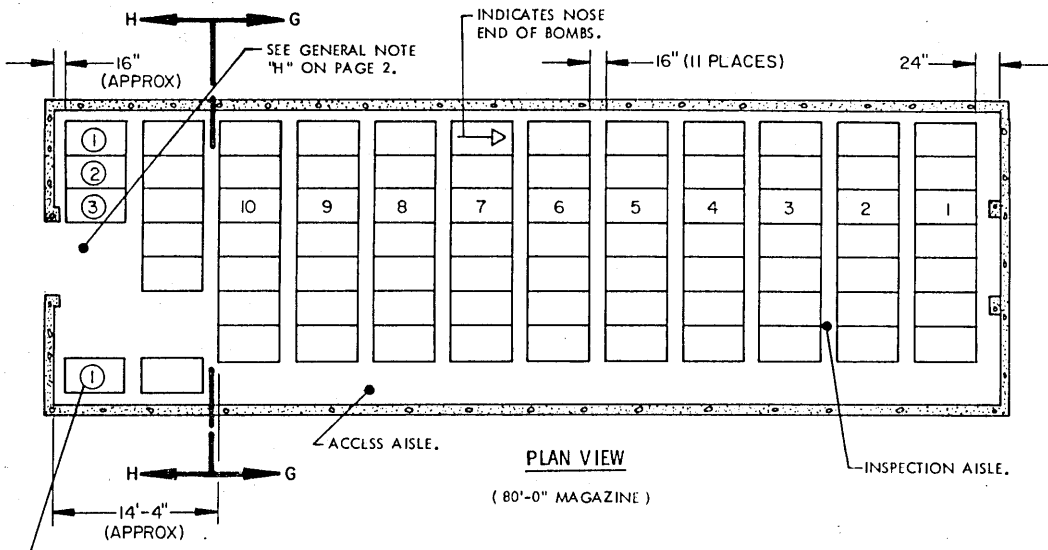 H G
INDICATES NOSE
END OF BOMBS.
SEE GENERAL NOTE
"H" ON PAGE 2.
16"
(APPROX)
16" (11 PLACES)
24"
1
2
3
10 9 8 7 6 5 4 3 2 1
1
ACCLSS AISLE.
H G
PLAN VIEW
(80'-0" MAGAZINE)
INSPECTION AISLE.
14'-4"
(APPROX)